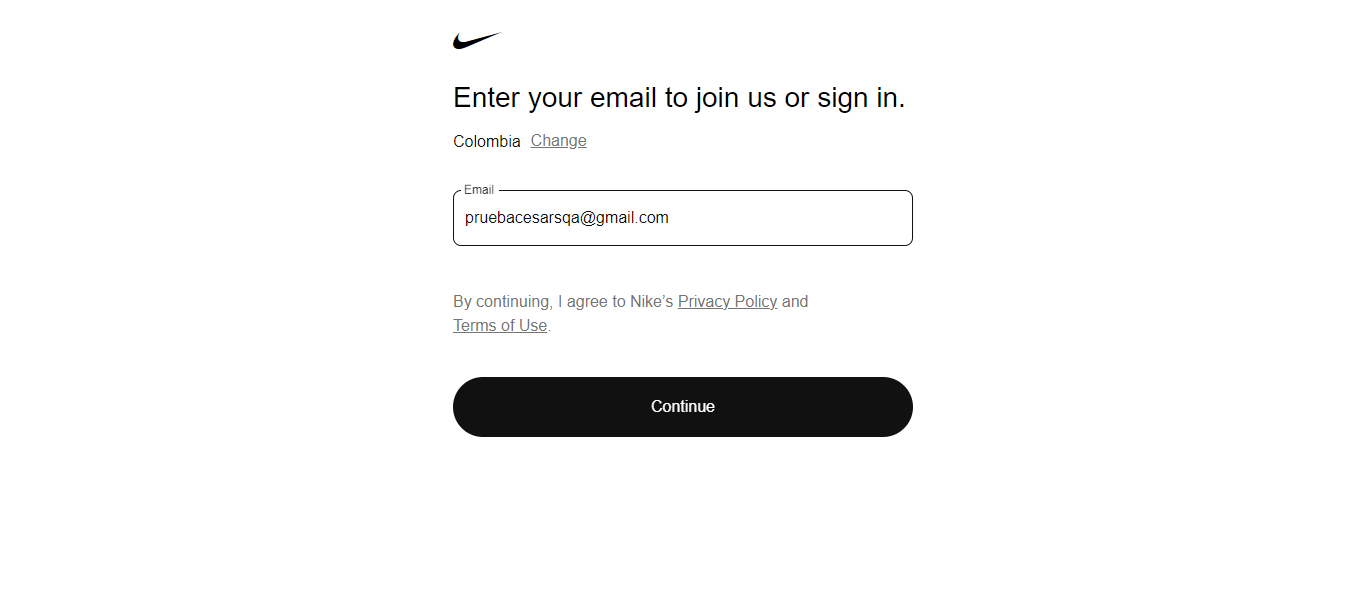 Enter your email to join us or sign in.
Colombia Change
Email
pruebacesarsqa@gmail.com
By continuing, I agree to Nike’s Privacy Policy and
Terms of Use.
Continue